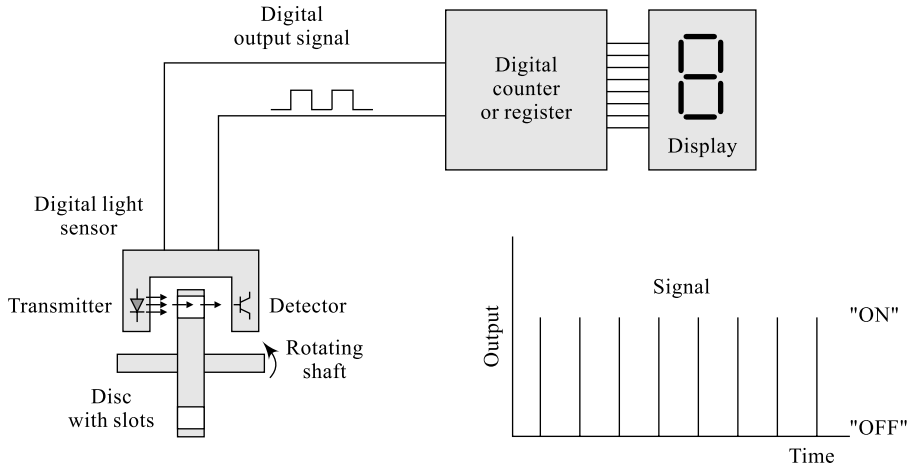 Digital
output signal
Digital
counter
or register
Display
Digital light
sensor
Transmitter
Detector
Rotating
shaft
Disc
with slots
Signal
Output
"ON"
"OFF"
Time